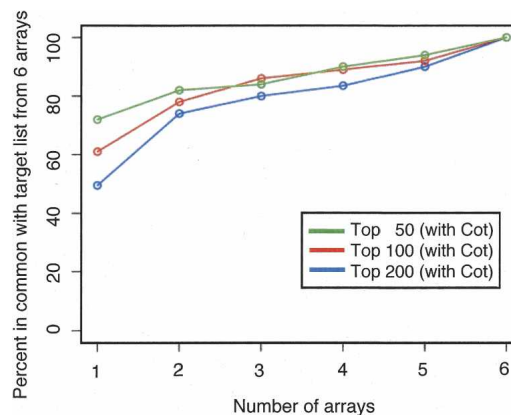 Percent in common with target list from 6 arrays
100
80
60
40
20
0
Top 50 (with Cot)
Top 100 (with Cot)
Top 200 (with Cot)
1 2 3 4 5 6
Number of arrays